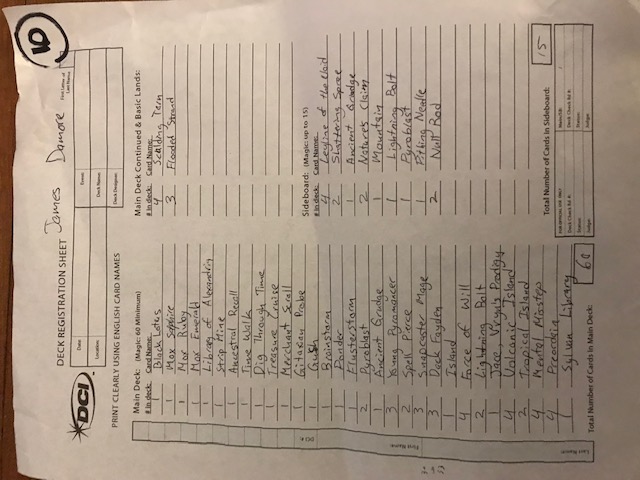 DCI
DECK REGISTRATION SHEET
James Damore
First Letter of Last Name
Date:
Event:
Location:
Deck Name:
Deck Designer:
PRINT CLEARLY USING ENGLISH CARD NAMES
Main Deck: (Magic: 60 Minimum)
# in deck: Card Name:
1 Black Lotus
1 Mox Sapphire
1 Mox Ruby
1 Mox Emerald
1 Library of Alexandria
1 Strip Mine
1 Ancestral Recall
1 Time Walk
1 Dig Through Time
1 Treasure Cruise
1 Merchant Scroll
1 Gitaxian Probe
1 Gush
1 Brainstorm
1 Ponder
1 Flusterstorm
2 Pyroblast
1 Ancient Grudge
3 Young Pyromancer
2 Spell Pierce
3 Snapcaster Mage
3 Dack Fayden
1 Island
4 Force of Will
2 Lightning Bolt
1 Jace, Vryn's Prodigy
4 Volcanic Island
2 Tropical Island
4 Mental Misstep
4 Preordain
1 Sylvan Library
Total Number of Cards in Main Deck: 60
Main Deck Continued & Basic Lands:
# in deck: Card Name:
4 Scalding Tarn
3 Flooded Strand
Sideboard: (Magic: up to 15)
# in deck: Card Name:
4 Leyline of the Void
2 Shattering Spree
1 Ancient Grudge
2 Nature's Claim
1 Mountain
1 Lightning Bolt
1 Pyroblast
1 Pithing Needle
2 Null Rod
Total Number of Cards in Sideboard: 15
FOR OFFICIAL USE ONLY
Main/SB: /
Deck Check Rd #:
Deck Check Rd #:
Status:
Status:
Judge:
Judge:
DCI #:
First Name:
Last Name: